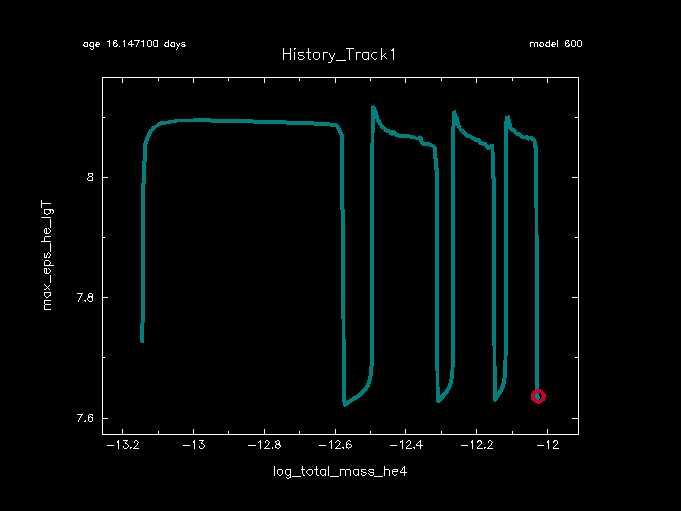 age 16.147100 days
model 600
History_Track1
8
7.8
7.6
max_eps_he_lgT
−13.2
−13
−12.8
−12.6
−12.4
−12.2
−12
log_total_mass_he4